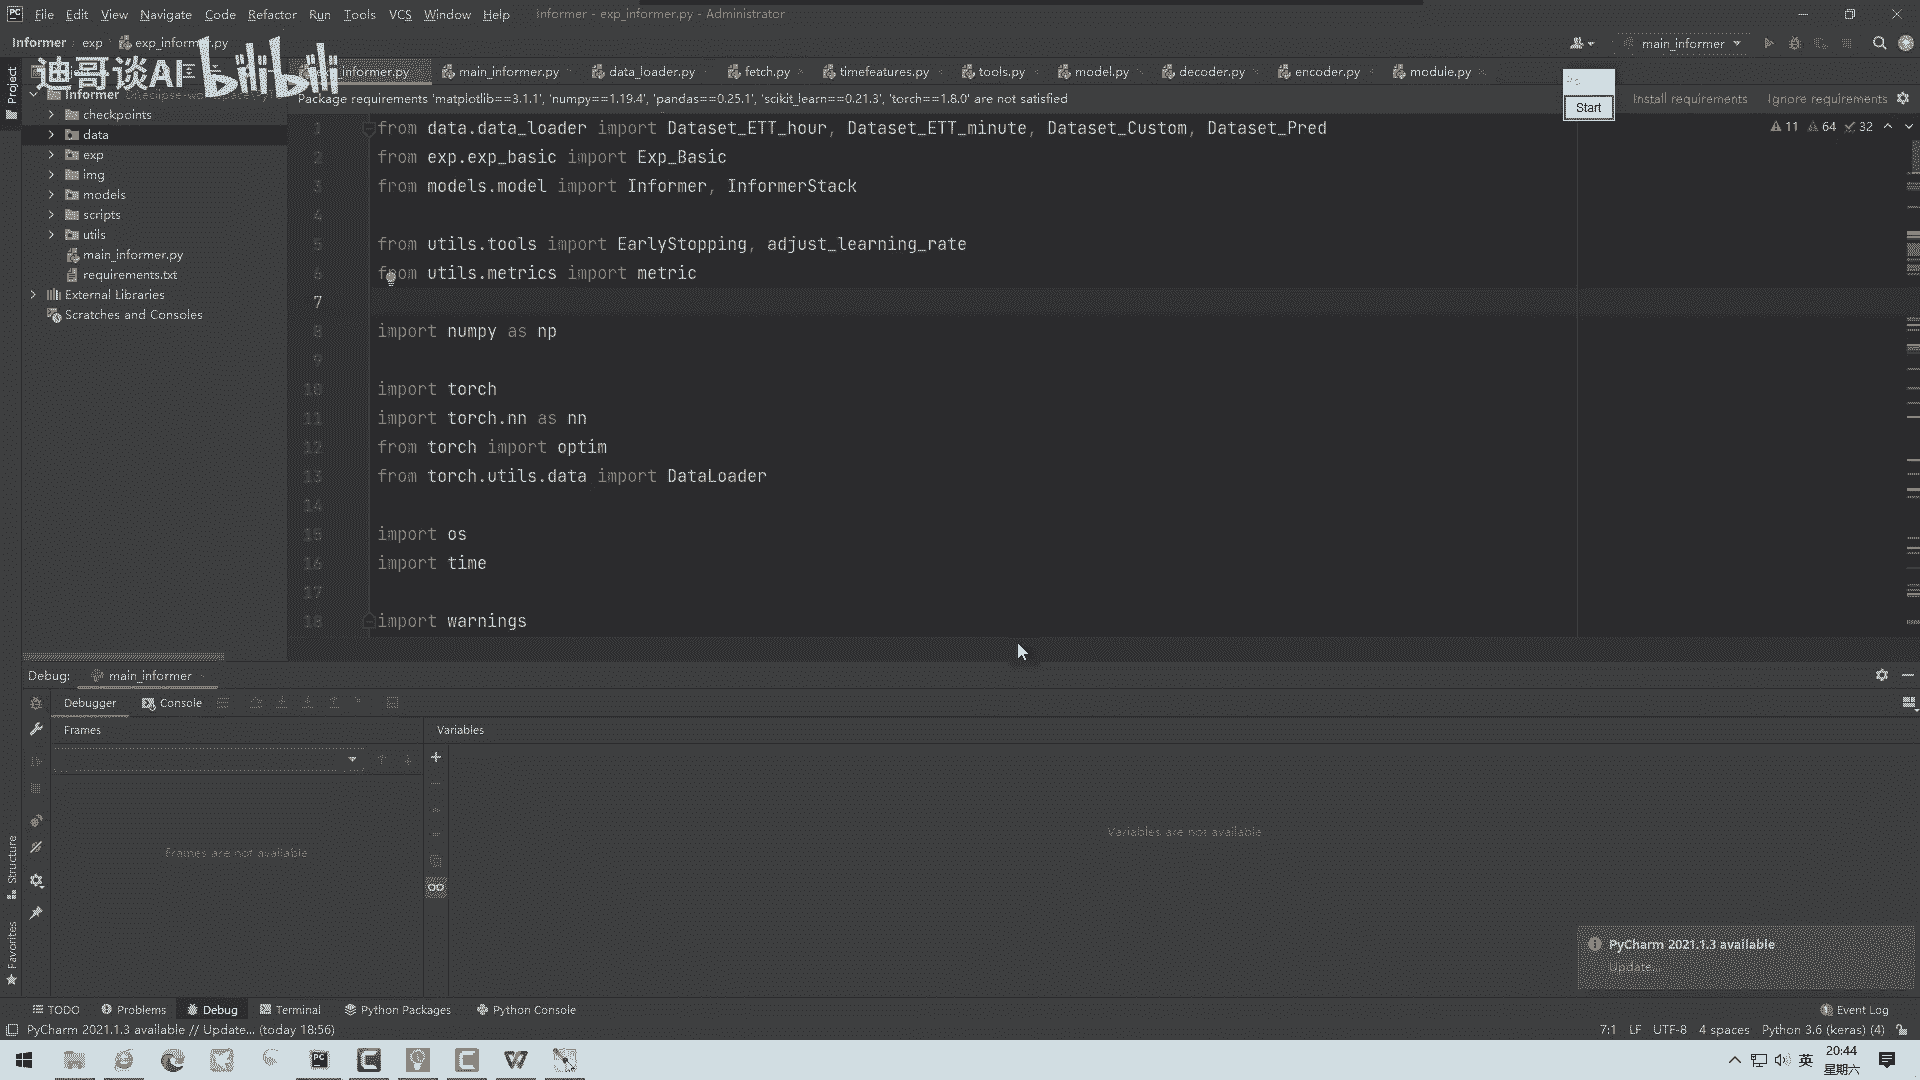 File Edit View Navigate Code Refactor Run Tools VCS Window Help Informer - exp_informer.py - Administrator
Informer exp exp_informer.py main_informer
迪哥谈AI bilibili
informer.py main_informer.py data_loader.py fetch.py timefeatures.py tools.py model.py decoder.py encoder.py module.py
Package requirements 'matplotlib==3.1.1', 'numpy==1.19.4', 'pandas==0.25.1', 'scikit_learn==0.21.3', 'torch==1.8.0' are not satisfied
Install requirements Ignore requirements
Start
11 64 32
Project
Informer
checkpoints
data
exp
img
models
scripts
utils
main_informer.py
requirements.txt
External Libraries
Scratches and Consoles
1 from data.data_loader import Dataset_ETT_hour, Dataset_ETT_minute, Dataset_Custom, Dataset_Pred
2 from exp.exp_basic import Exp_Basic
3 from models.model import Informer, InformerStack
4
5 from utils.tools import EarlyStopping, adjust_learning_rate
6 from utils.metrics import metric
7
8 import numpy as np
9
10 import torch
11 import torch.nn as nn
12 from torch import optim
13 from torch.utils.data import DataLoader
14
15 import os
16 import time
17
18 import warnings
Debug: main_informer
Debugger Console
Frames
Variables
Frames are not available
Variables are not available
Structure
Favorites
PyCharm 2021.1.3 available
Update...
TODO Problems Debug Terminal Python Packages Python Console Event Log
PyCharm 2021.1.3 available // Update... (today 18:56) 7:1 LF UTF-8 4 spaces Python 3.6 (keras) (4)
英 20:44
星期六